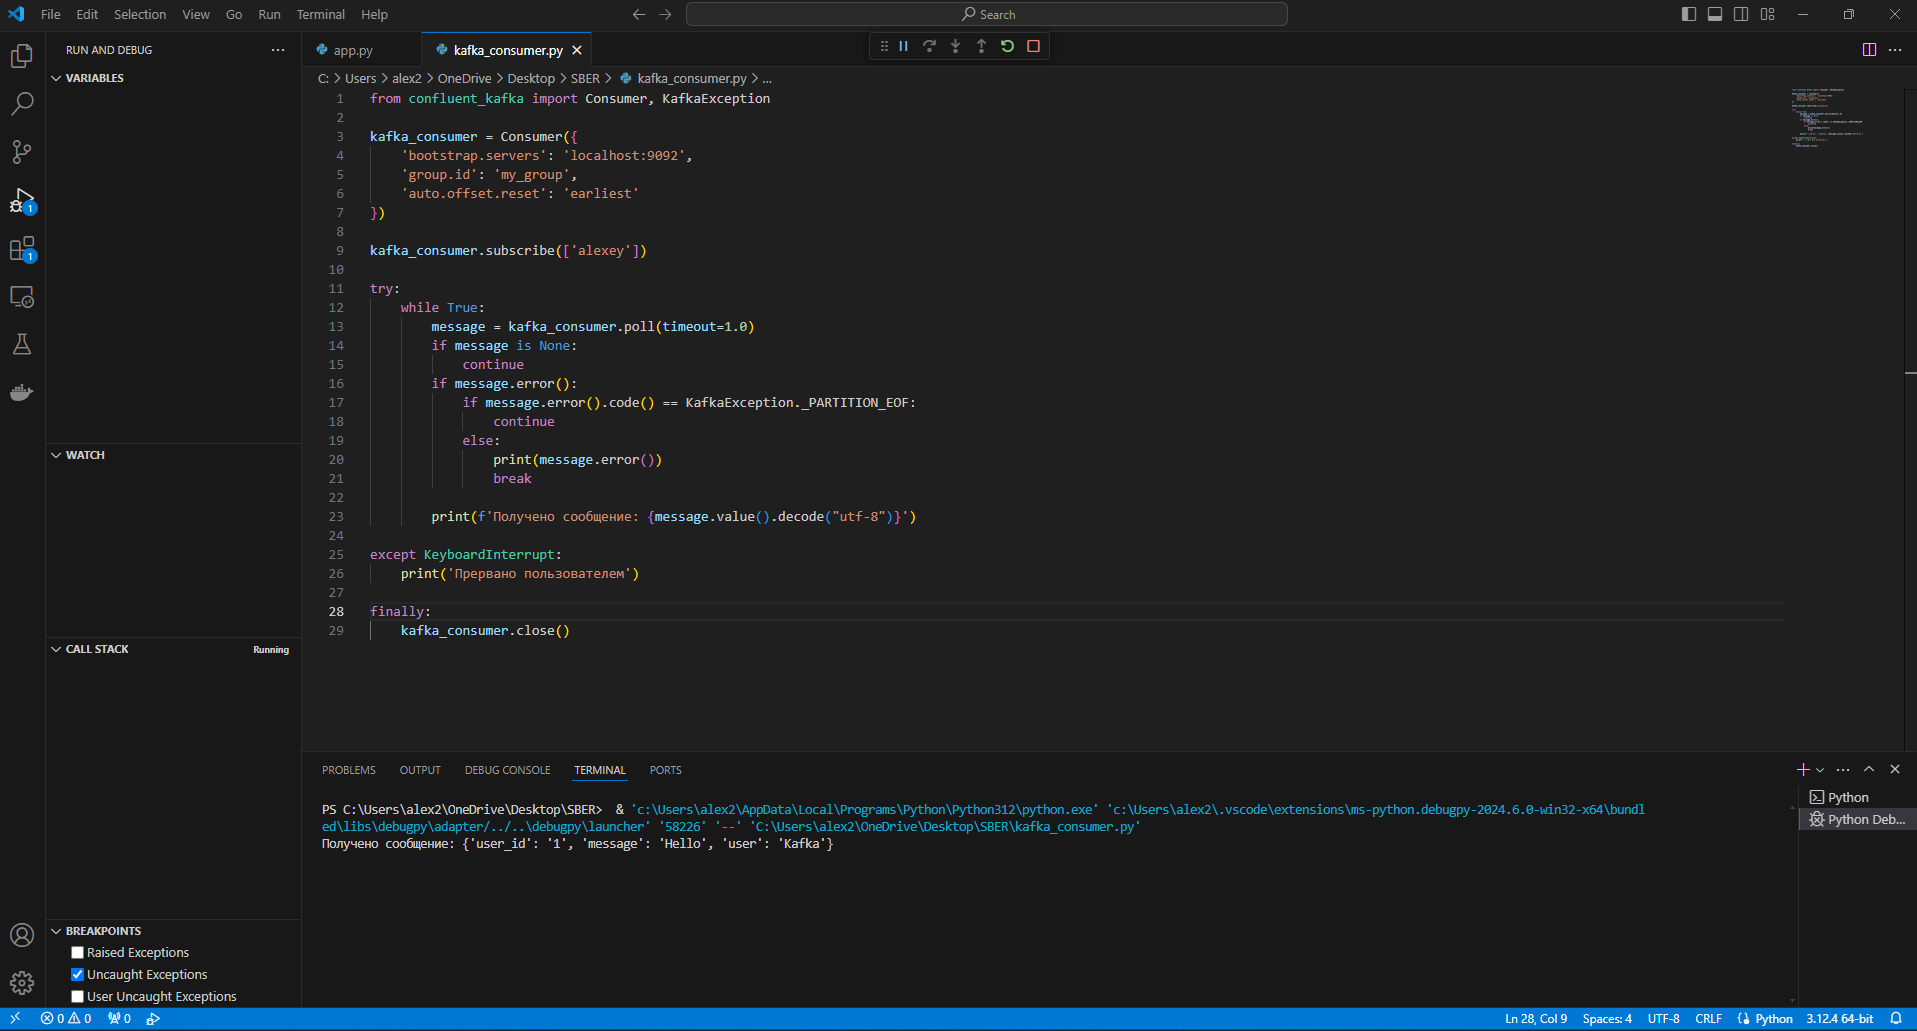 File Edit Selection View Go Run Terminal Help
Search
RUN AND DEBUG
VARIABLES
WATCH
CALL STACK Running
BREAKPOINTS
Raised Exceptions
Uncaught Exceptions
User Uncaught Exceptions
1
1
app.py kafka_consumer.py
C: > Users > alex2 > OneDrive > Desktop > SBER > kafka_consumer.py > ...
1 from confluent_kafka import Consumer, KafkaException
2
3 kafka_consumer = Consumer({
4 'bootstrap.servers': 'localhost:9092',
5 'group.id': 'my_group',
6 'auto.offset.reset': 'earliest'
7 })
8
9 kafka_consumer.subscribe(['alexey'])
10
11 try:
12 while True:
13 message = kafka_consumer.poll(timeout=1.0)
14 if message is None:
15 continue
16 if message.error():
17 if message.error().code() == KafkaException._PARTITION_EOF:
18 continue
19 else:
20 print(message.error())
21 break
22
23 print(f'Получено сообщение: {message.value().decode("utf-8")}')
24
25 except KeyboardInterrupt:
26 print('Прервано пользователем')
27
28 finally:
29 kafka_consumer.close()
PROBLEMS OUTPUT DEBUG CONSOLE TERMINAL PORTS
PS C:\Users\alex2\OneDrive\Desktop\SBER> & 'c:\Users\alex2\AppData\Local\Programs\Python\Python312\python.exe' 'c:\Users\alex2\.vscode\extensions\ms-python.debugpy-2024.6.0-win32-x64\bundl
ed\libs\debugpy\adapter/../..\debugpy\launcher' '58226' '--' 'C:\Users\alex2\OneDrive\Desktop\SBER\kafka_consumer.py'
Получено сообщение: {'user_id': '1', 'message': 'Hello', 'user': 'Kafka'}
Python
Python Deb...
0 0 0
Ln 28, Col 9 Spaces: 4 UTF-8 CRLF Python 3.12.4 64-bit